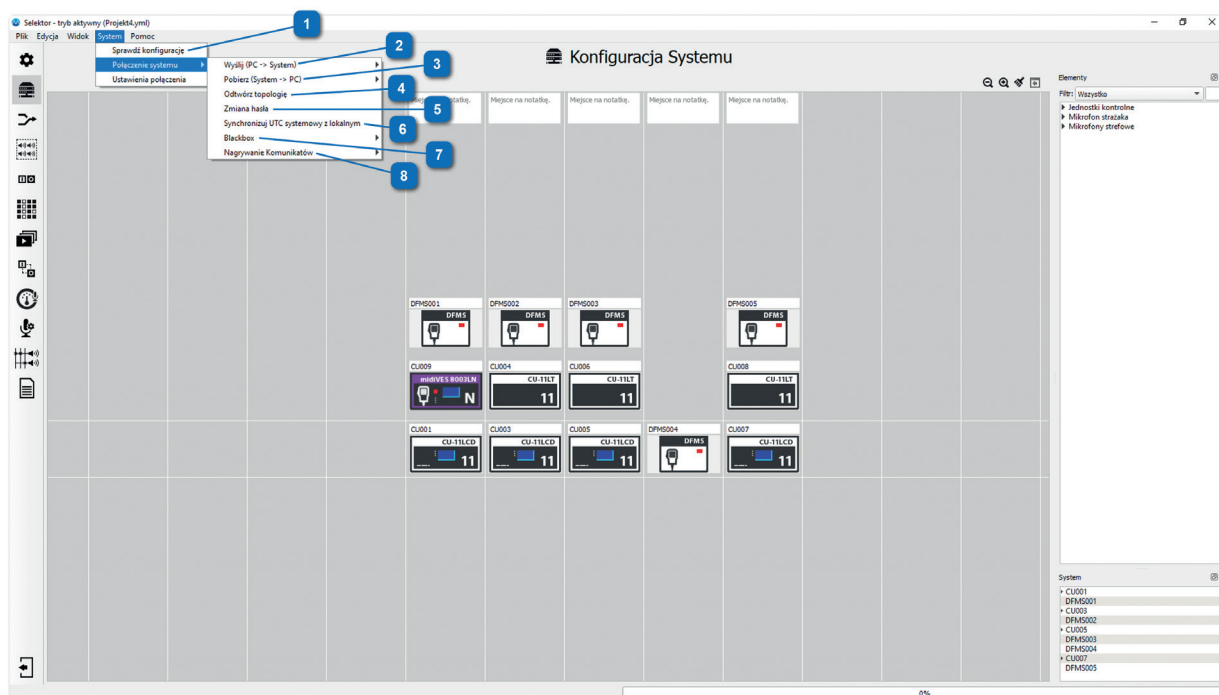 Selektor - tryb aktywny (Projekt4.yml)
Plik Edycja Widok System Pomoc
Sprawdź konfigurację
Połączenie systemu
Ustawienia połączenia
Wyślij (PC -> System)
Pobierz (System -> PC)
Odtwórz topologię
Zmiana hasła
Synchronizuj UTC systemowy z lokalnym
Blackbox
Nagrywanie Komunikatów
1
2
3
4
5
6
7
8
Konfiguracja Systemu
Miejsce na notatkę.
Miejsce na notatkę.
Miejsce na notatkę.
Miejsce na notatkę.
Elementy
Filtr: Wszystko
Jednostki kontrolne
Mikrofon strażaka
Mikrofony strefowe
DFMS001
DFMS
DFMS002
DFMS
DFMS003
DFMS
DFMS005
DFMS
CU009
midiVES 8003LN
N
CU004
CU-11LT
11
CU006
CU-11LT
11
CU008
CU-11LT
11
CU001
CU-11LCD
11
CU003
CU-11LCD
11
CU005
CU-11LCD
11
DFMS004
DFMS
CU007
CU-11LCD
11
System
CU001
DFMS001
CU003
DFMS002
CU005
DFMS003
DFMS004
CU007
DFMS005
0%